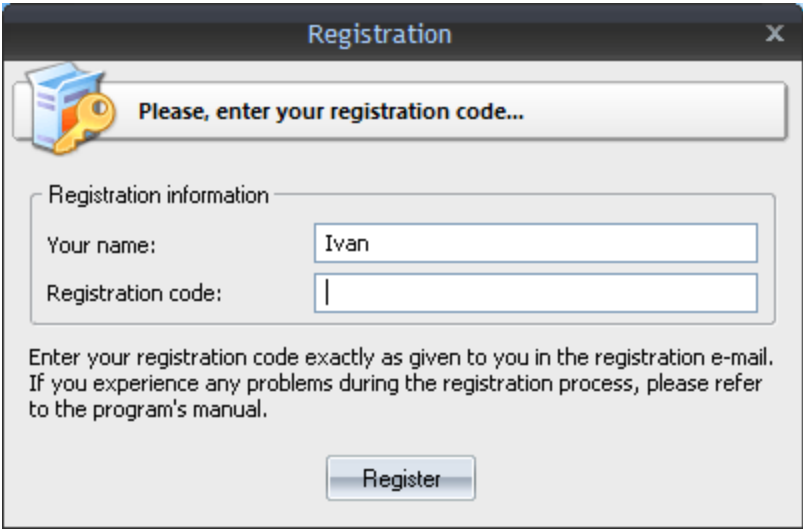 Registration
Please, enter your registration code...
Registration information
Your name: Ivan
Registration code:
Enter your registration code exactly as given to you in the registration e-mail.
If you experience any problems during the registration process, please refer
to the program's manual.
Register